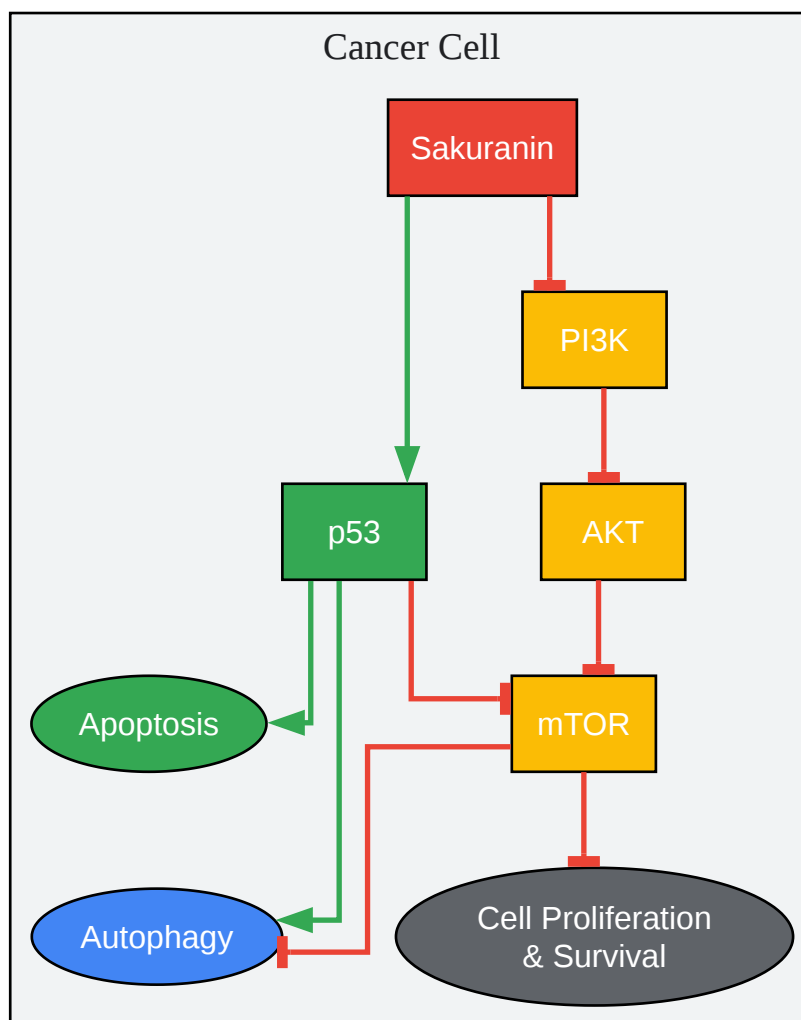 Cancer Cell
Sakuranin
PI3K
p53
AKT
Apoptosis
mTOR
Autophagy
Cell Proliferation
& Survival